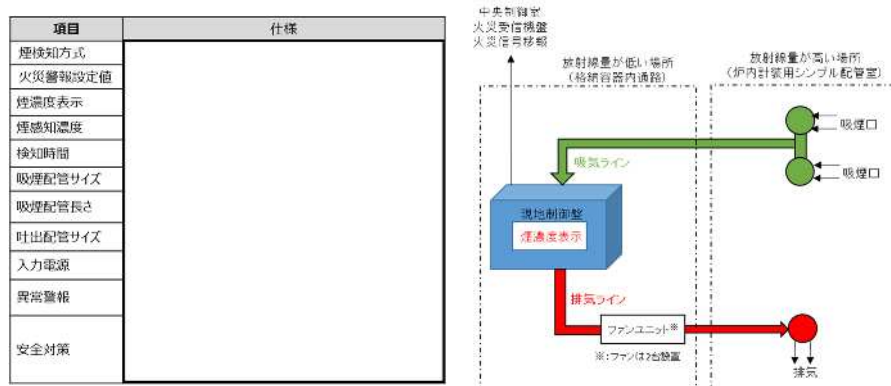 項目
仕様
煙検知方式
火災警報設定値
煙濃度表示
煙感知濃度
検知時間
吸煙配管サイズ
吸煙配管長さ
吐出配管サイズ
入力電源
異常警報
安全対策
中央制御室
火災受信機盤
火災信号移報
放射線量が低い場所
(格納容器内通路)
放射線量が高い場所
(炉内計装用シンブル配管室)
吸煙口
吸煙口
吸気ライン
現地制御盤
煙濃度表示
排気ライン
ファンユニット※
※:ファンは2台設置
排気